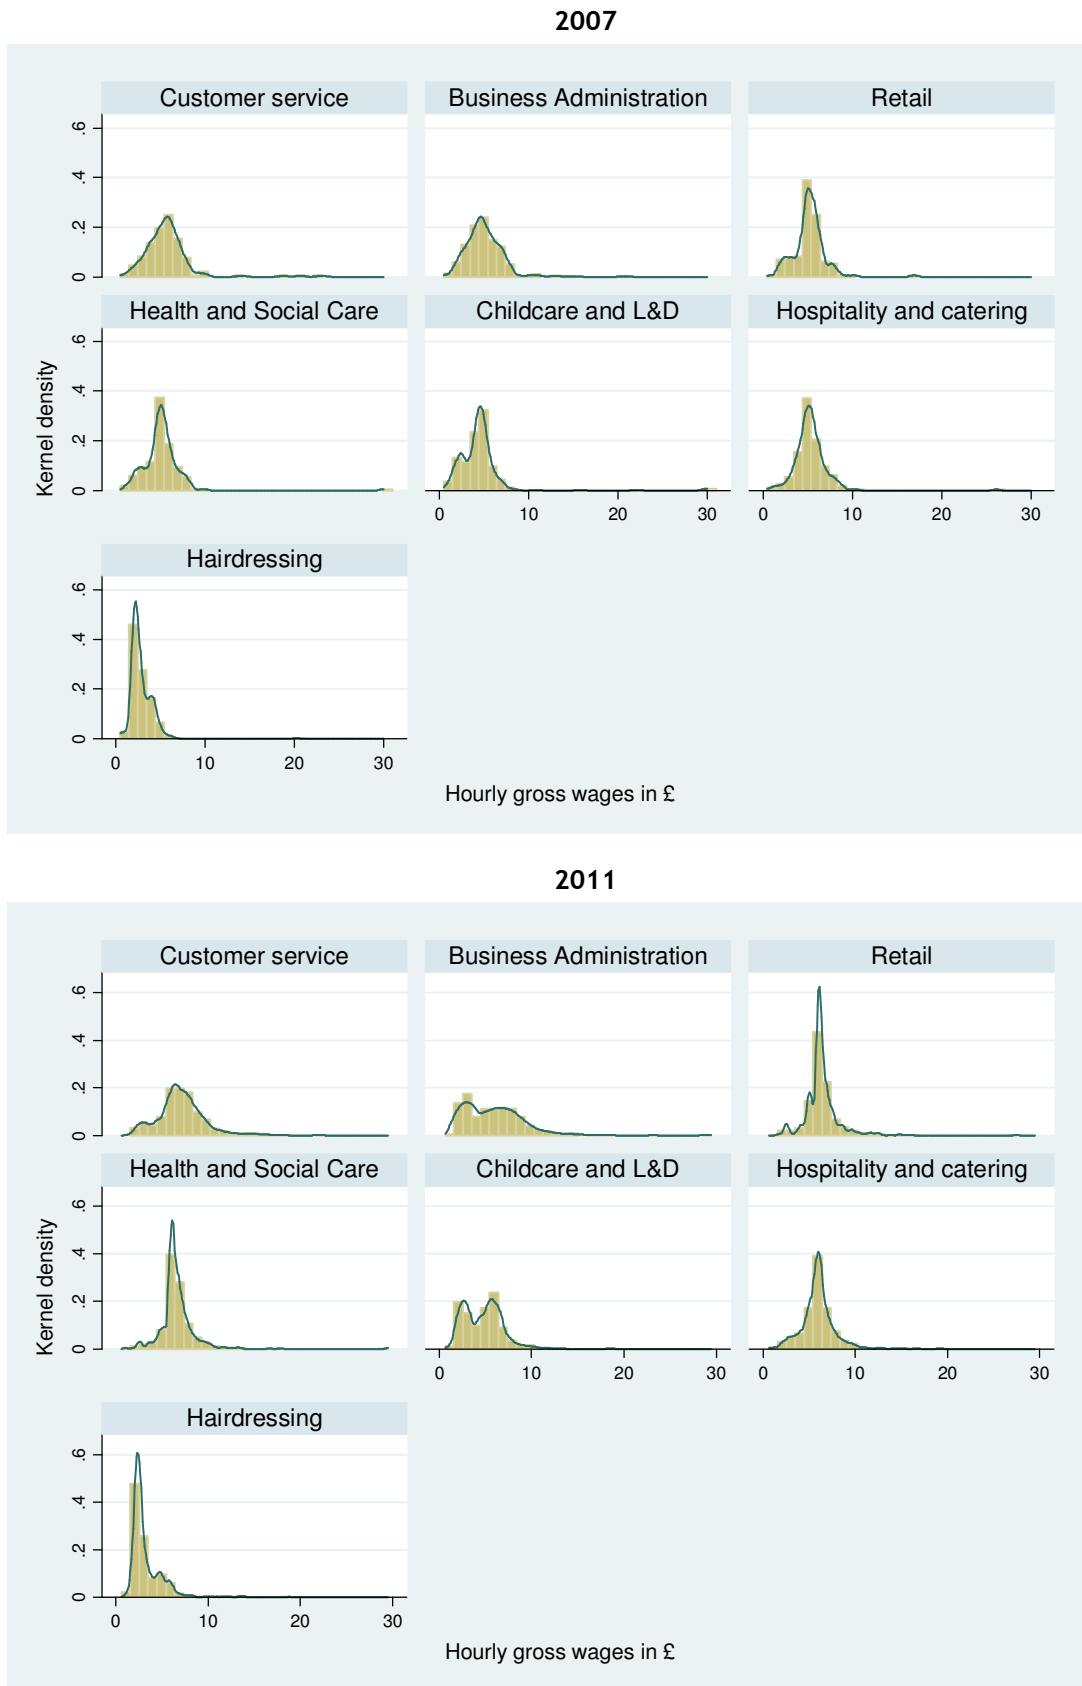 2007
Customer service Business Administration Retail
.6
.4
.2
0
Health and Social Care Childcare and L&D Hospitality and catering
Kernel density
.6
.4
.2
0
0 10 20 30 0 10 20 30
Hairdressing
.6
.4
.2
0
0 10 20 30
Hourly gross wages in £
2011
Customer service Business Administration Retail
.6
.4
.2
0
Health and Social Care Childcare and L&D Hospitality and catering
Kernel density
.6
.4
.2
0
0 10 20 30 0 10 20 30
Hairdressing
.6
.4
.2
0
0 10 20 30
Hourly gross wages in £